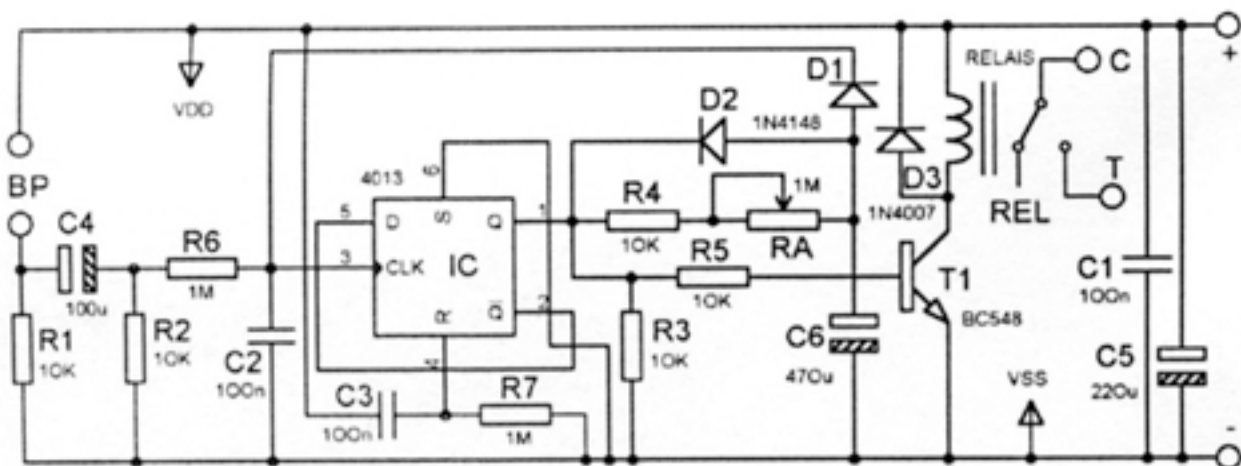 +
VDD
BP
C4
100u
R1
10K
R2
10K
R6
1M
C2
100n
4013
5
D
3
CLK
IC
6
S
Q
1
R
4
Q̅
2
C3
100n
R7
1M
R4
10K
RA
1M
R5
10K
R3
10K
D2
1N4148
D1
C6
470u
D3
1N4007
T1
BC548
RELAIS
C
T
REL
VSS
C1
100n
C5
220u
-